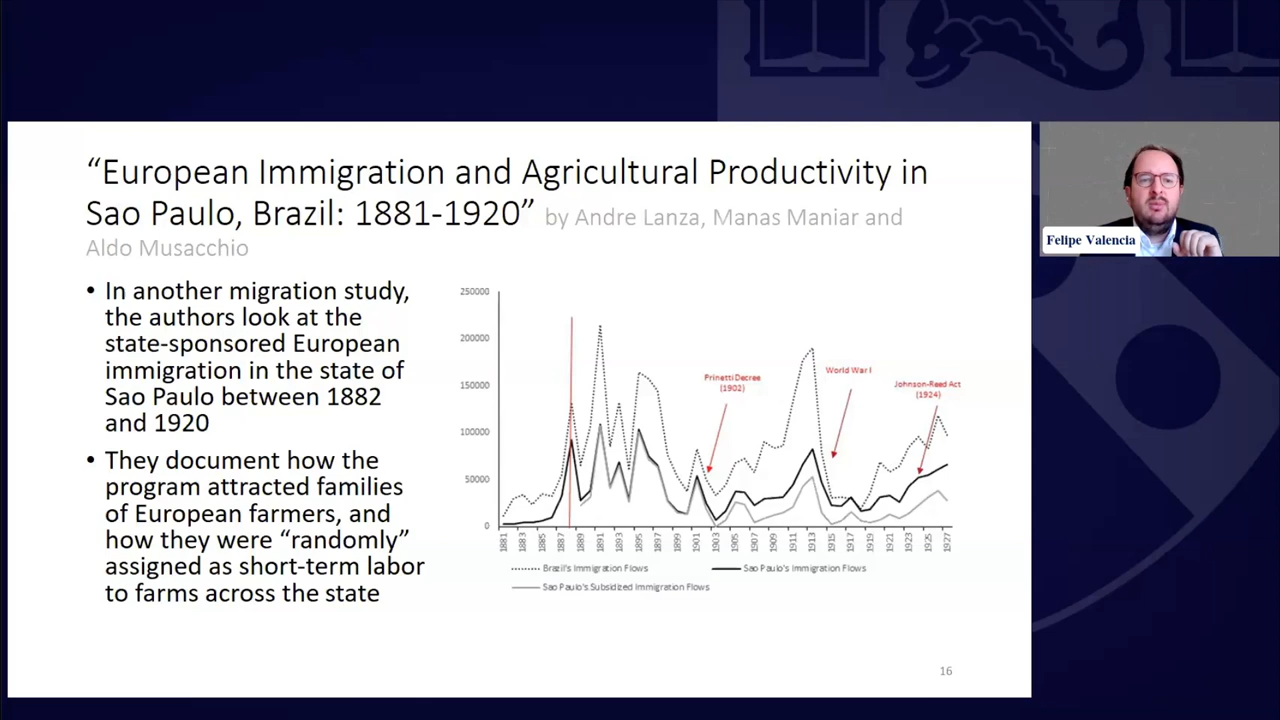 “European Immigration and Agricultural Productivity in
Sao Paulo, Brazil: 1881-1920” by Andre Lanza, Manas Maniar and
Aldo Musacchio
• In another migration study,
the authors look at the
state-sponsored European
immigration in the state of
Sao Paulo between 1882
and 1920
• They document how the
program attracted families
of European farmers, and
how they were “randomly”
assigned as short-term labor
to farms across the state
250000
200000
150000
100000
50000
0
Prinetti Decree
(1902)
World War I
Johnson-Reed Act
(1924)
1881 1883 1885 1887 1889 1891 1893 1895 1897 1899 1901 1903 1905 1907 1909 1911 1913 1915 1917 1919 1921 1923 1925 1927
Brazil's Immigration Flows
Sao Paulo's Immigration Flows
Sao Paulo's Subsidized Immigration Flows
16
Felipe Valencia